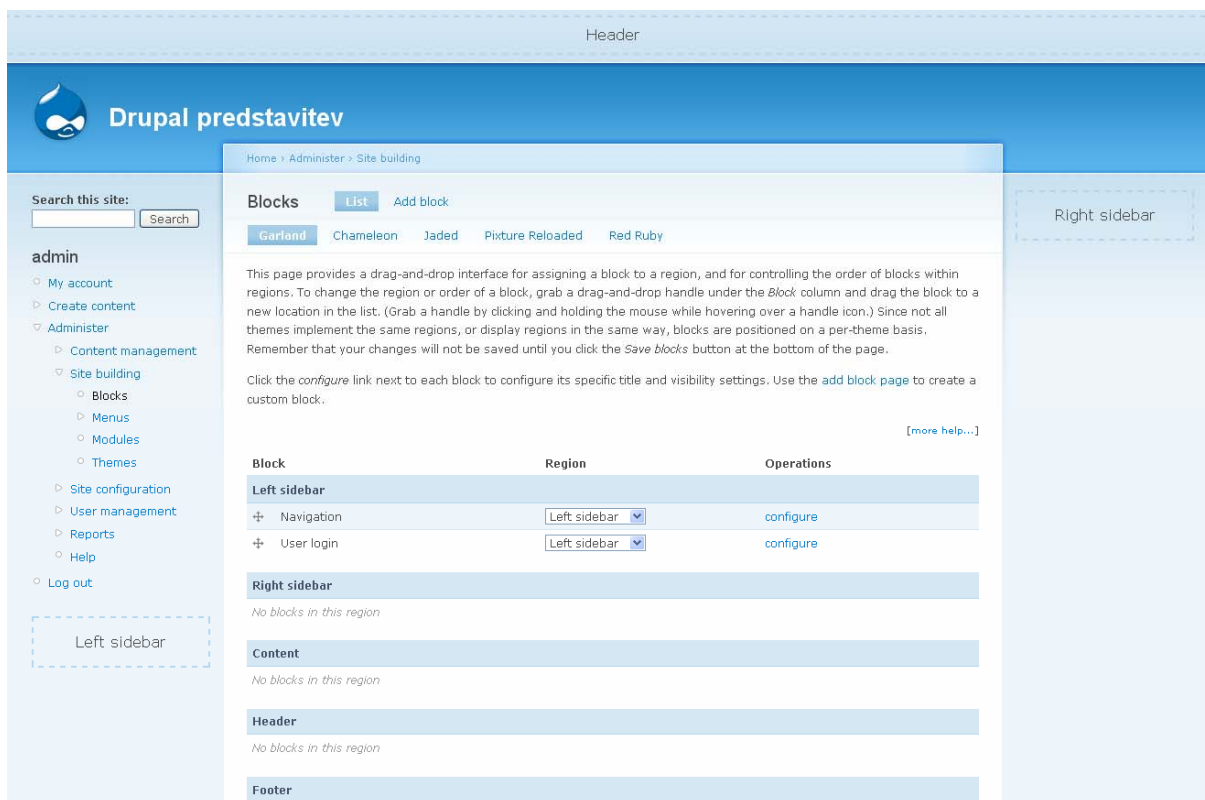 Header
Drupal predstavitev
Home › Administer › Site building
Search this site:
Search
admin
My account
Create content
Administer
Content management
Site building
Blocks
Menus
Modules
Themes
Site configuration
User management
Reports
Help
Log out
Left sidebar
Blocks List Add block
Garland Chameleon Jaded Pixture Reloaded Red Ruby
This page provides a drag-and-drop interface for assigning a block to a region, and for controlling the order of blocks within
regions. To change the region or order of a block, grab a drag-and-drop handle under the Block column and drag the block to a
new location in the list. (Grab a handle by clicking and holding the mouse while hovering over a handle icon.) Since not all
themes implement the same regions, or display regions in the same way, blocks are positioned on a per-theme basis.
Remember that your changes will not be saved until you click the Save blocks button at the bottom of the page.
Click the configure link next to each block to configure its specific title and visibility settings. Use the add block page to create a
custom block.
[more help...]
Block Region Operations
Left sidebar
Navigation Left sidebar configure
User login Left sidebar configure
Right sidebar
No blocks in this region
Content
No blocks in this region
Header
No blocks in this region
Footer
Right sidebar